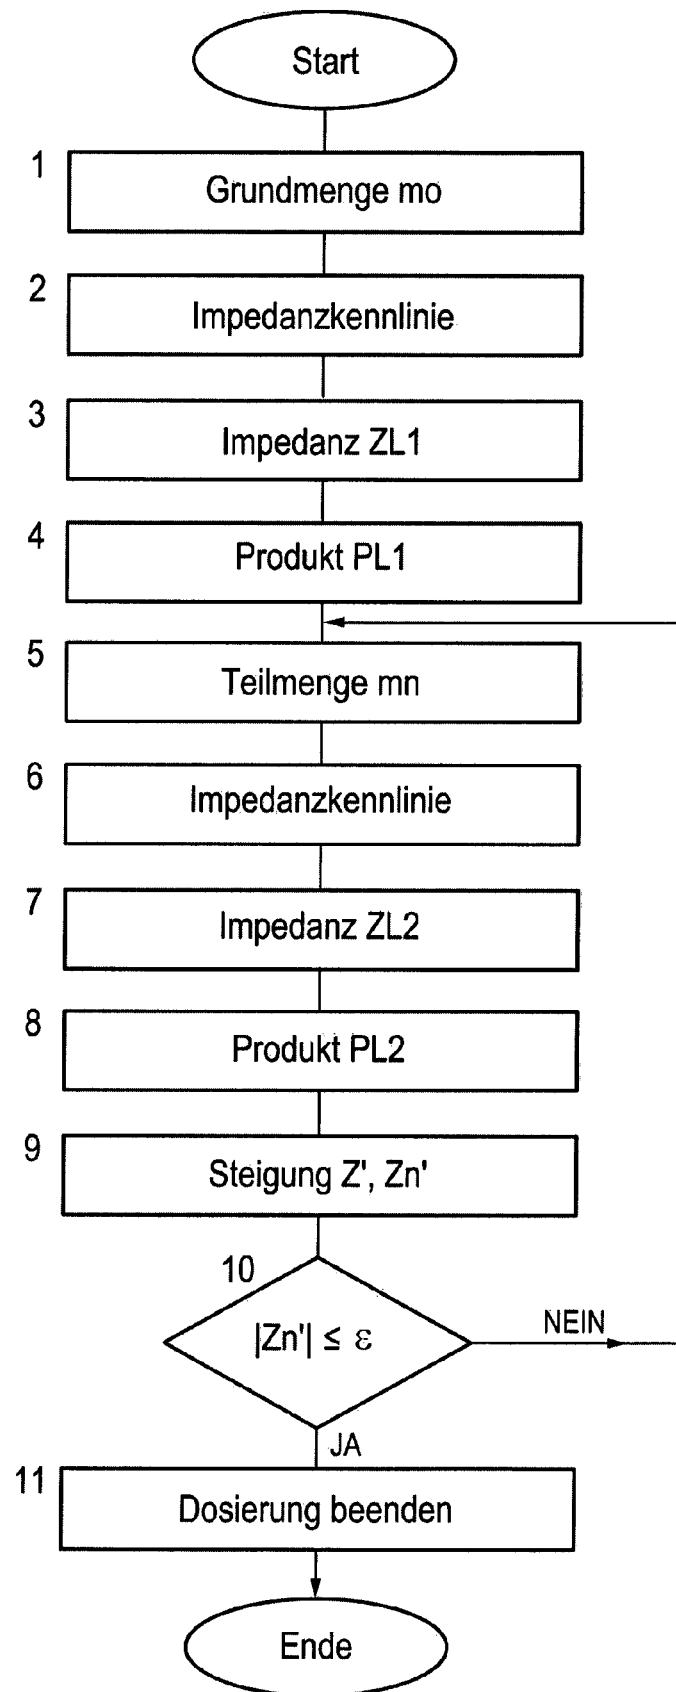 Start
1
Grundmenge mo
2
Impedanzkennlinie
3
Impedanz ZL1
4
Produkt PL1
5
Teilmenge mn
6
Impedanzkennlinie
7
Impedanz ZL2
8
Produkt PL2
9
Steigung Z', Zn'
10
|Zn'| ≤ ε
NEIN
JA
11
Dosierung beenden
Ende